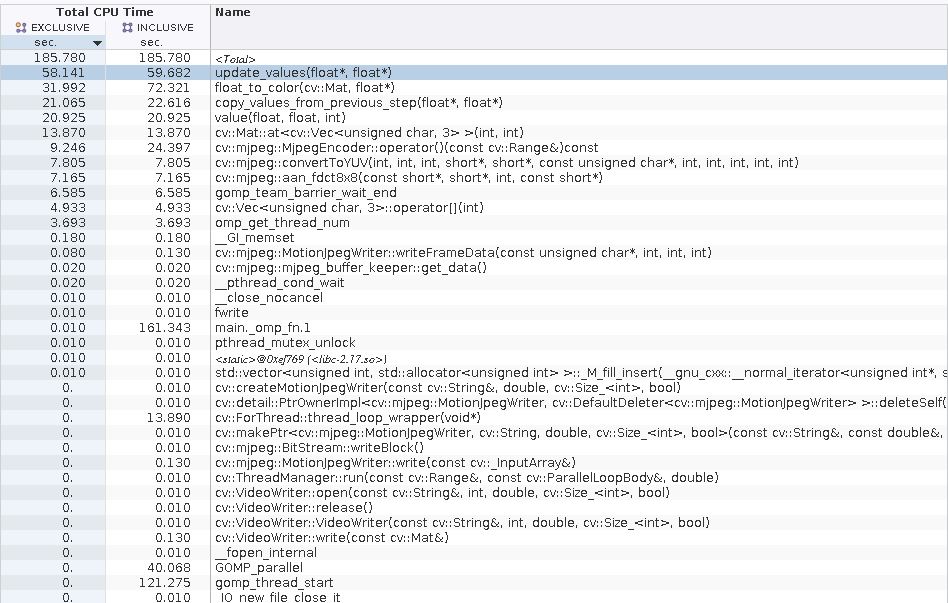 Total CPU Time Name
EXCLUSIVE INCLUSIVE
sec. sec.
185.780 185.780 <Total>
58.141 59.682 update_values(float*, float*)
31.992 72.321 float_to_color(cv::Mat, float*)
21.065 22.616 copy_values_from_previous_step(float*, float*)
20.925 20.925 value(float, float, int)
13.870 13.870 cv::Mat::at<cv::Vec<unsigned char, 3> >(int, int)
9.246 24.397 cv::mjpeg::MjpegEncoder::operator()(const cv::Range&)const
7.805 7.805 cv::mjpeg::convertToYUV(int, int, int, short*, short*, const unsigned char*, int, int, int, int, int)
7.165 7.165 cv::mjpeg::aan_fdct8x8(const short*, short*, int, const short*)
6.585 6.585 gomp_team_barrier_wait_end
4.933 4.933 cv::Vec<unsigned char, 3>::operator[](int)
3.693 3.693 omp_get_thread_num
0.180 0.180 __GI_memset
0.080 0.130 cv::mjpeg::MotionJpegWriter::writeFrameData(const unsigned char*, int, int, int)
0.020 0.020 cv::mjpeg::mjpeg_buffer_keeper::get_data()
0.020 0.020 __pthread_cond_wait
0.010 0.010 __close_nocancel
0.010 0.010 fwrite
0.010 161.343 main._omp_fn.1
0.010 0.010 pthread_mutex_unlock
0.010 0.010 <static>@0xef769 (<libc-2.17.so>)
0.010 0.010 std::vector<unsigned int, std::allocator<unsigned int> >::_M_fill_insert(__gnu_cxx::__normal_iterator<unsigned int*, s
0. 0.010 cv::createMotionJpegWriter(const cv::String&, double, cv::Size_<int>, bool)
0. 0.010 cv::detail::PtrOwnerImpl<cv::mjpeg::MotionJpegWriter, cv::DefaultDeleter<cv::mjpeg::MotionJpegWriter> >::deleteSelf(
0. 13.890 cv::ForThread::thread_loop_wrapper(void*)
0. 0.010 cv::makePtr<cv::mjpeg::MotionJpegWriter, cv::String, double, cv::Size_<int>, bool>(const cv::String&, const double&,
0. 0.010 cv::mjpeg::BitStream::writeBlock()
0. 0.130 cv::mjpeg::MotionJpegWriter::write(const cv::_InputArray&)
0. 0.010 cv::ThreadManager::run(const cv::Range&, const cv::ParallelLoopBody&, double)
0. 0.010 cv::VideoWriter::open(const cv::String&, int, double, cv::Size_<int>, bool)
0. 0.010 cv::VideoWriter::release()
0. 0.010 cv::VideoWriter::VideoWriter(const cv::String&, int, double, cv::Size_<int>, bool)
0. 0.130 cv::VideoWriter::write(const cv::Mat&)
0. 0.010 __fopen_internal
0. 40.068 GOMP_parallel
0. 121.275 gomp_thread_start
0. 0.010 _IO_new_file_close_it